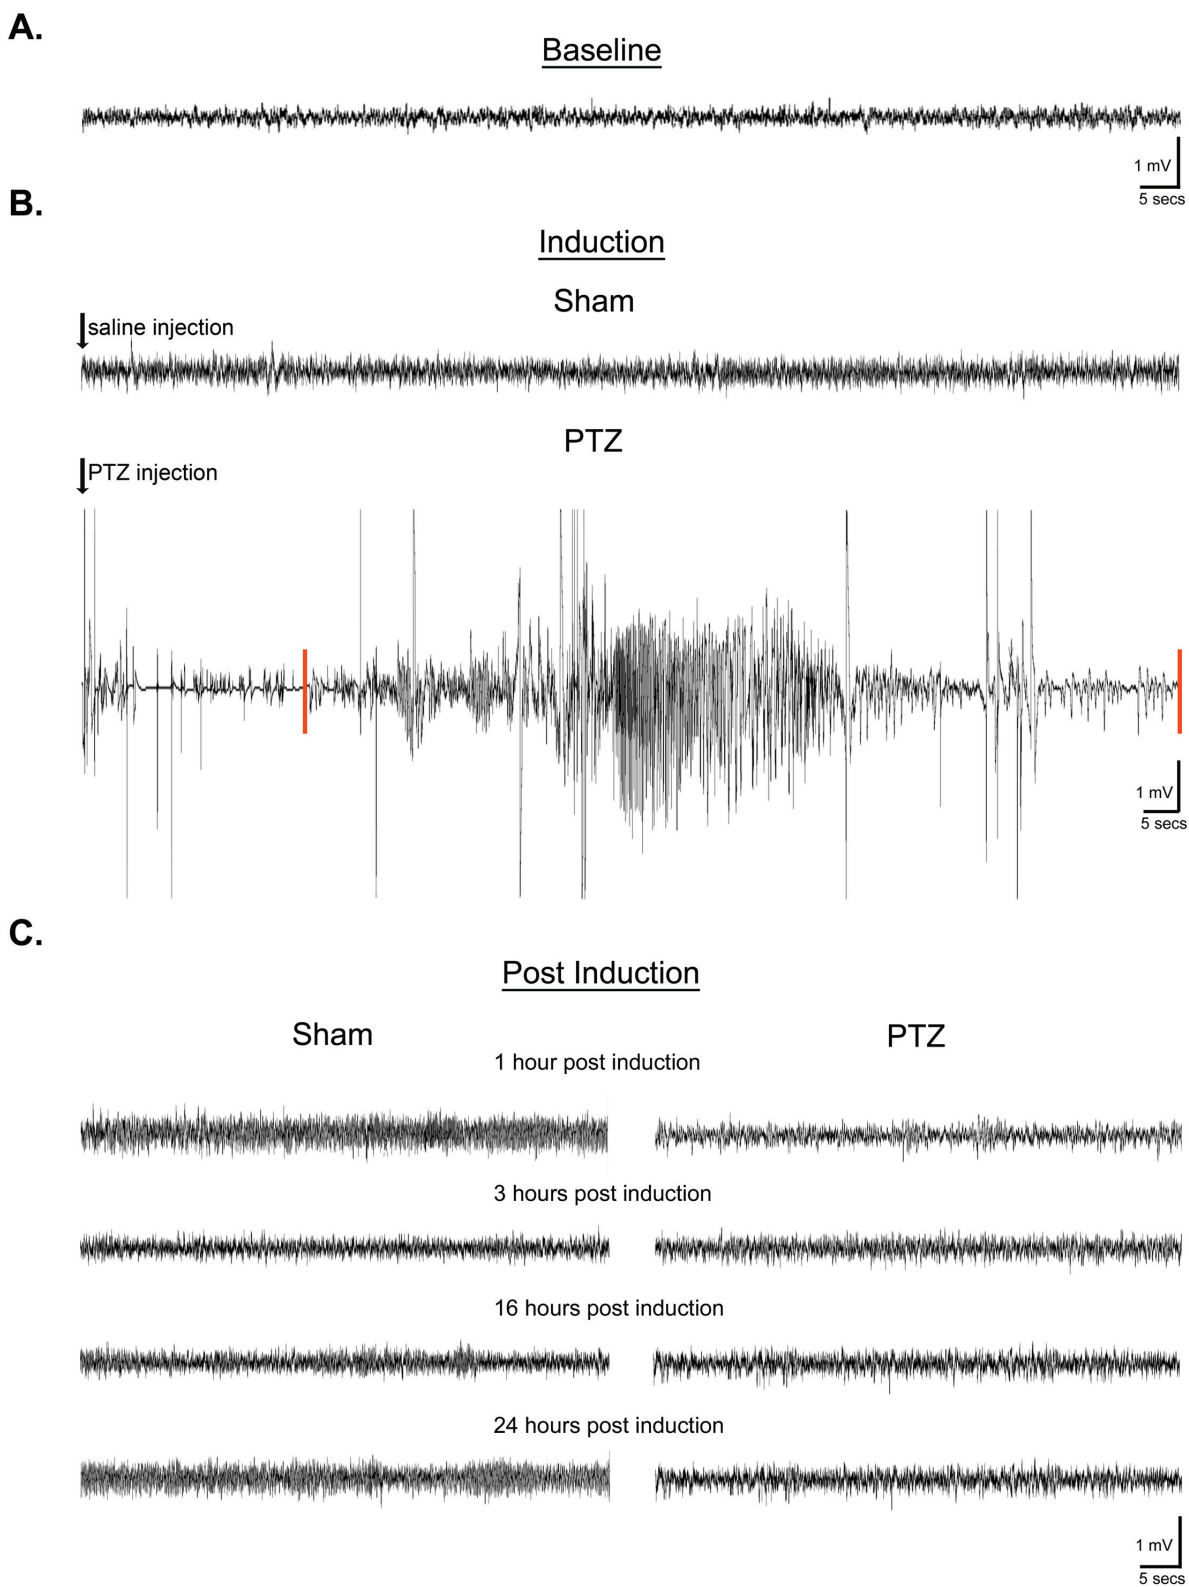 A.
Baseline
1 mV
5 secs
B.
Induction
Sham
saline injection
PTZ
PTZ injection
1 mV
5 secs
C.
Post Induction
Sham
PTZ
1 hour post induction
3 hours post induction
16 hours post induction
24 hours post induction
1 mV
5 secs